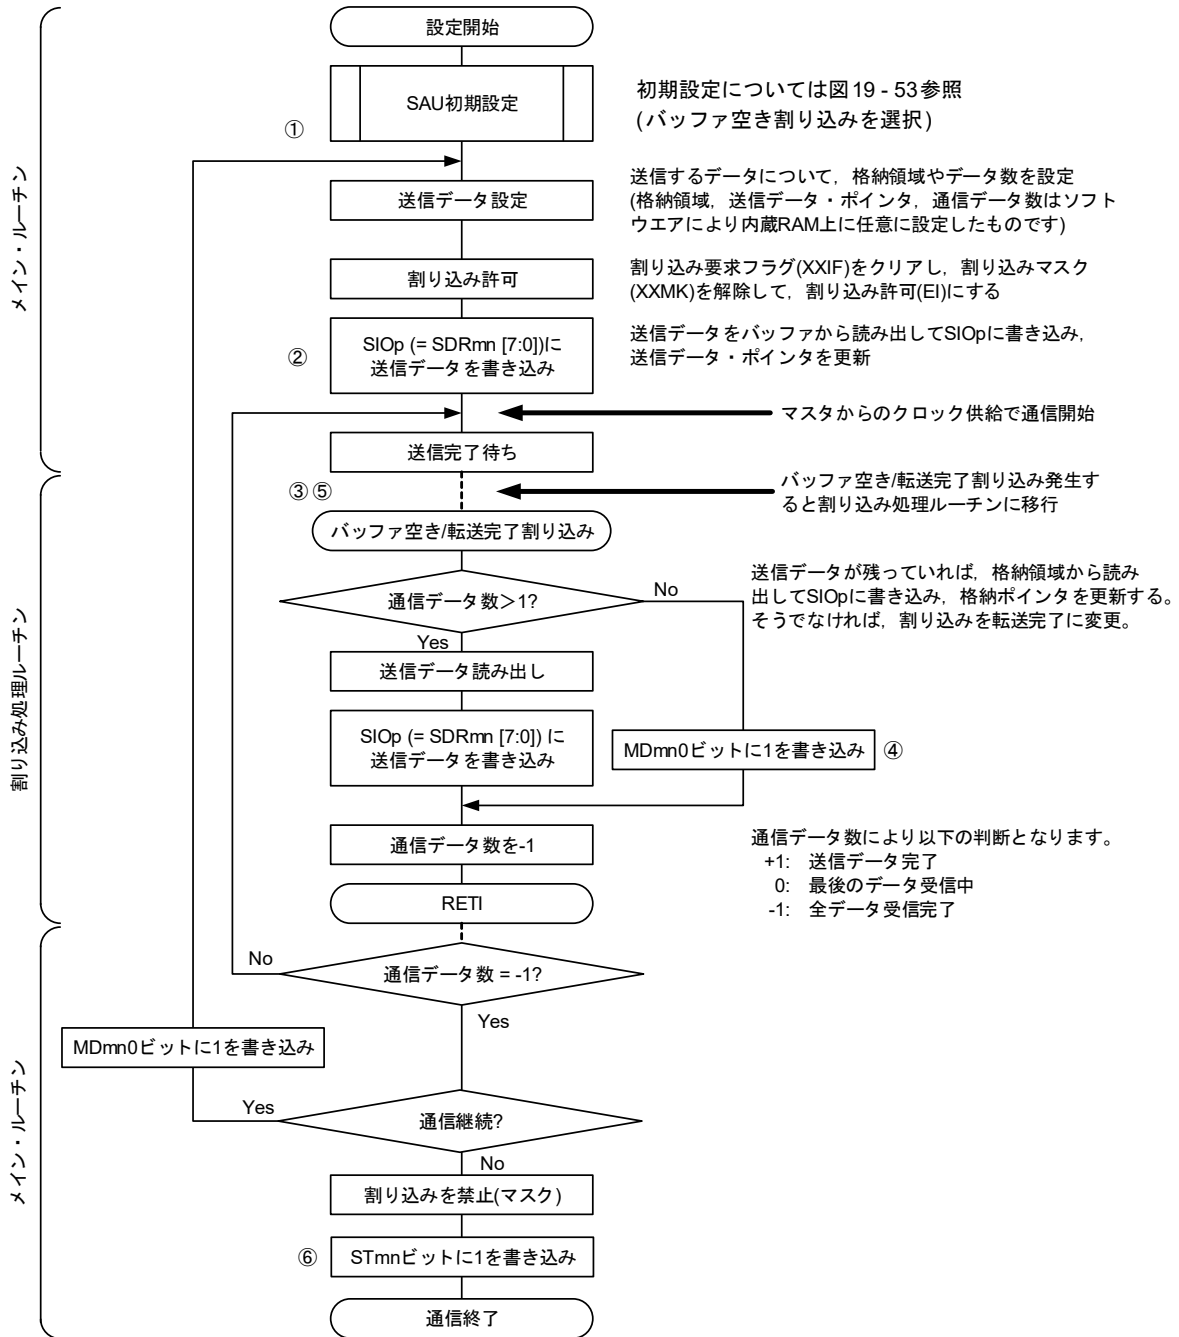 設定開始
SAU初期設定
初期設定については図19 - 53参照
(バッファ空き割り込みを選択)
①
メイン・ルーチン
送信データ設定
送信するデータについて，格納領域やデータ数を設定
(格納領域，送信データ・ポインタ，通信データ数はソフト
ウエアにより内蔵RAM上に任意に設定したものです)
割り込み許可
割り込み要求フラグ(XXIF)をクリアし，割り込みマスク
(XXMK)を解除して，割り込み許可(EI)にする
②
SIOp (= SDRmn [7:0])に
送信データを書き込み
送信データをバッファから読み出してSIOpに書き込み，
送信データ・ポインタを更新
マスタからのクロック供給で通信開始
送信完了待ち
③⑤
バッファ空き/転送完了割り込み発生す
ると割り込み処理ルーチンに移行
バッファ空き/転送完了割り込み
割り込み処理ルーチン
通信データ数＞1?
No
送信データが残っていれば，格納領域から読み
出してSIOpに書き込み，格納ポインタを更新する。
そうでなければ，割り込みを転送完了に変更。
Yes
送信データ読み出し
SIOp (= SDRmn [7:0]) に
送信データを書き込み
MDmn0ビットに1を書き込み
④
通信データ数を-1
通信データ数により以下の判断となります。
+1: 送信データ完了
0: 最後のデータ受信中
-1: 全データ受信完了
RETI
メイン・ルーチン
No
通信データ数 = -1?
Yes
MDmn0ビットに1を書き込み
Yes
通信継続?
No
割り込みを禁止(マスク)
⑥
STmnビットに1を書き込み
通信終了